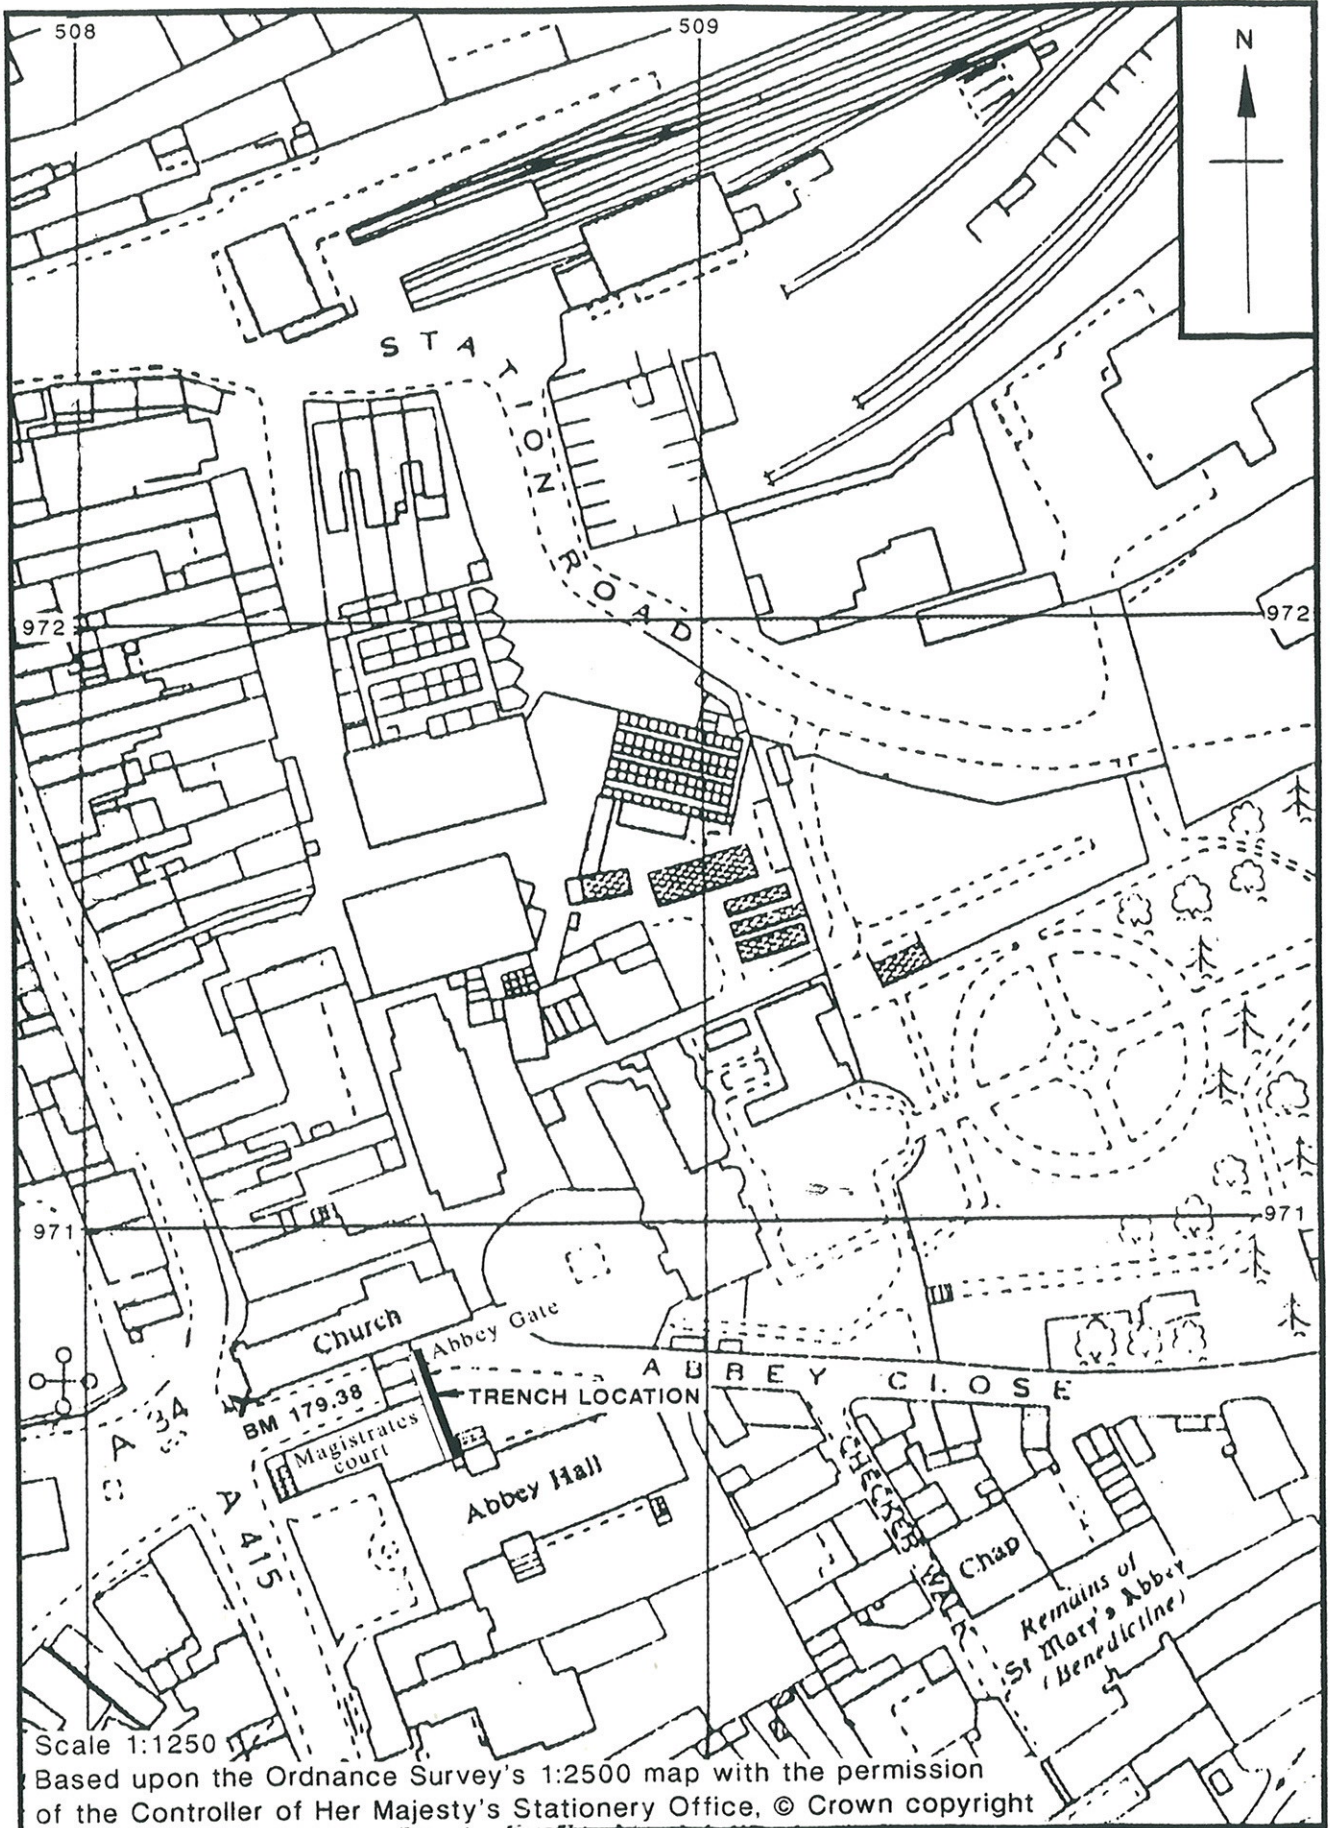 508
509
N
STATION
ROAD
972
972
971
971
Church
Abbey Gate
ABBEY CLOSE
TRENCH LOCATION
BM 179.38
Magistrates
court
A 34
A 415
Abbey Hall
CHECKER WALK
Chap
Remains of
St Mary's Abbey
(Benedictine)
Scale 1:1250
Based upon the Ordnance Survey's 1:2500 map with the permission
of the Controller of Her Majesty's Stationery Office, © Crown copyright